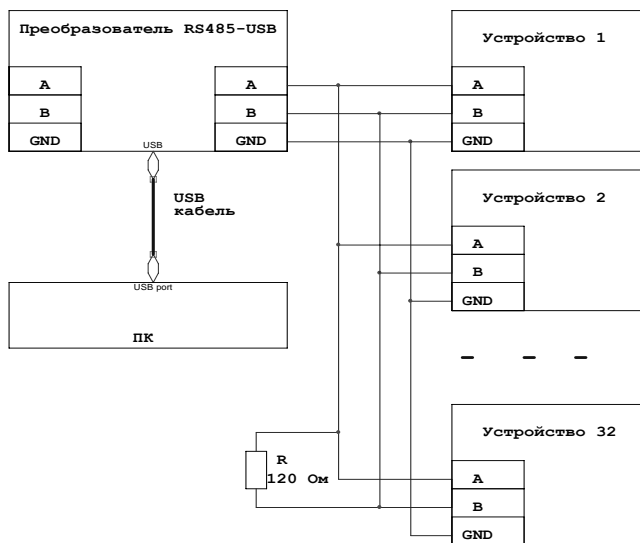 Преобразователь RS485-USB
A
B
GND
A
B
GND
USB
USB
кабель
USB port
ПК
Устройство 1
A
B
GND
Устройство 2
A
B
GND
Устройство 32
A
B
GND
R
120 Ом